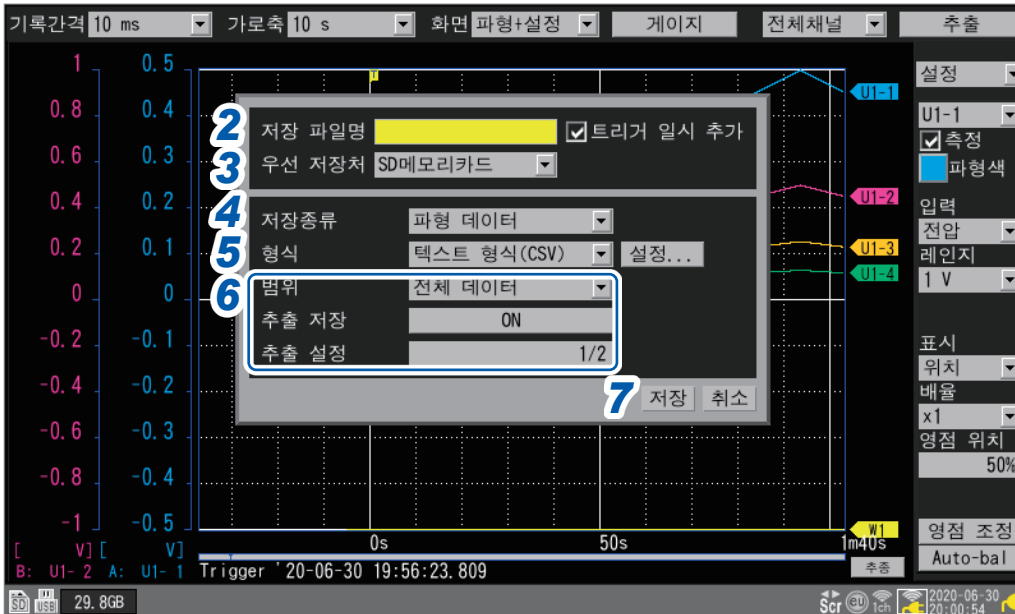 기록간격 10 ms 가로축 10 s 화면 파형+설정 게이지 전체채널 추출
1 0.5
0.8 0.4
0.6 0.3
0.4 0.2
0.2 0.1
0 0
-0.2 -0.1
-0.4 -0.2
-0.6 -0.3
-0.8 -0.4
-1 -0.5
[ V] [ V]
B: U1- 2 A: U1- 1
T
2 저장 파일명 트리거 일시 추가
3 우선 저장처 SD메모리카드
4 저장종류 파형 데이터
5 형식 텍스트 형식(CSV) 설정...
6 범위 전체 데이터
추출 저장 ON
추출 설정 1/2
7 저장 취소
U1-1
U1-2
U1-3
U1-4
W1
0s 50s 1m40s
Trigger '20-06-30 19:56:23.809 추종
설정
U1-1
측정
파형색
입력
전압
레인지
1 V
표시
위치
배율
x1
영점 위치
50%
영점 조정
Auto-bal
SD USB 29.8GB Scr eU 1ch 2020-06-30
20:00:54